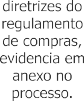 diretrizes do
regulamento
de compras,
evidencia em
anexo no
processo.